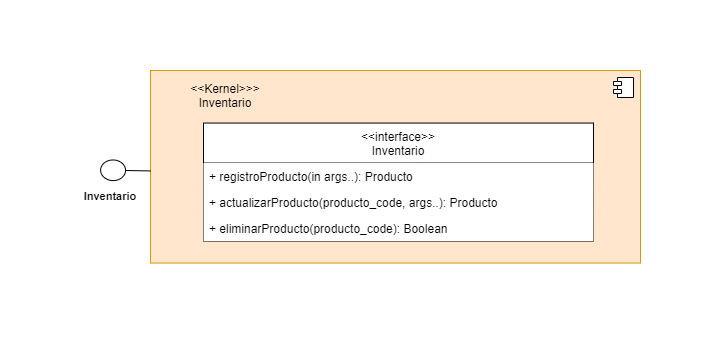 <<Kernel>>>
Inventario
<<interface>>
Inventario
+ registroProducto(in args..): Producto
+ actualizarProducto(producto_code, args..): Producto
+ eliminarProducto(producto_code): Boolean
Inventario